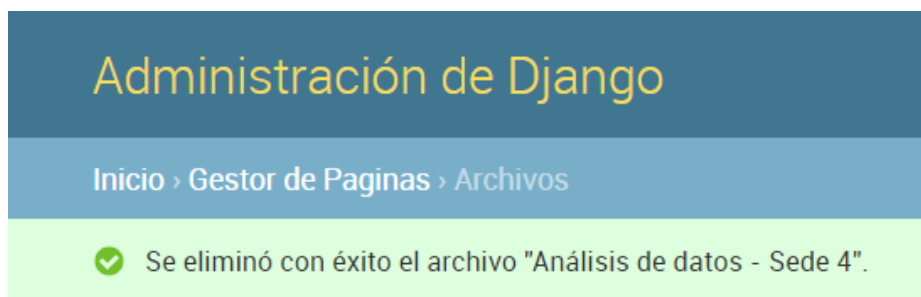 Administración de Django
Inicio › Gestor de Paginas › Archivos
Se eliminó con éxito el archivo "Análisis de datos - Sede 4".